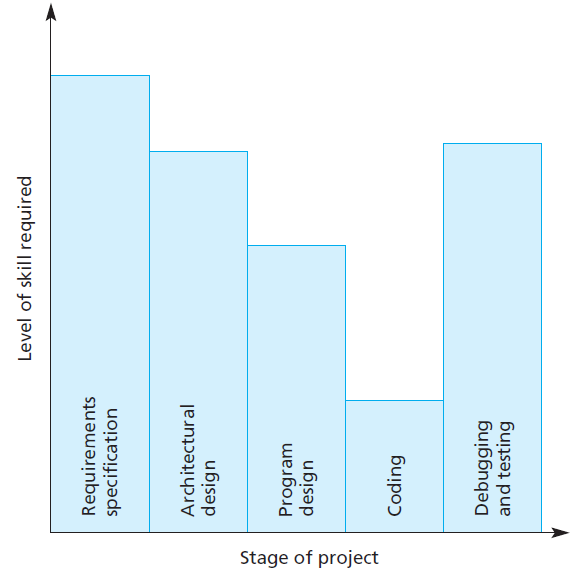 Level of skill required
Requirements
specification
Architectural
design
Program
design
Coding
Debugging
and testing
Stage of project